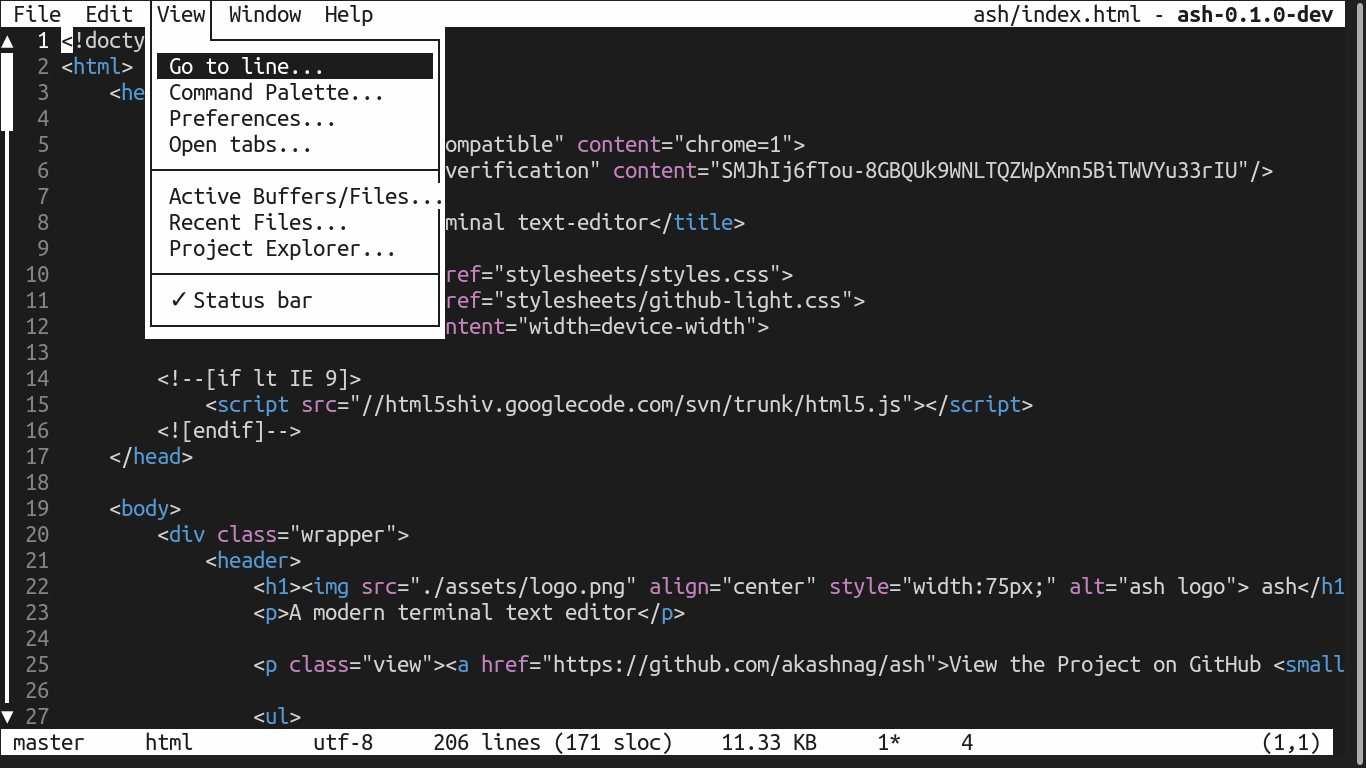 File Edit View Window Help ash/index.html - ash-0.1.0-dev
1 <!docty
2 <html>
Go to line...
3 <he
Command Palette...
4
Preferences...
5 ompatible" content="chrome=1">
Open tabs...
6 verification" content="SMJhIj6fTou-8GBQUk9WNLTQZWpXmn5BiTWVYu33rIU"/>
7
Active Buffers/Files...
8 minal text-editor</title>
Recent Files...
9
Project Explorer...
10 ref="stylesheets/styles.css">
11 ref="stylesheets/github-light.css">
✓ Status bar
12 ntent="width=device-width">
13
14 <!--[if lt IE 9]>
15 <script src="//html5shiv.googlecode.com/svn/trunk/html5.js"></script>
16 <![endif]-->
17 </head>
18
19 <body>
20 <div class="wrapper">
21 <header>
22 <h1><img src="./assets/logo.png" align="center" style="width:75px;" alt="ash logo"> ash</h1
23 <p>A modern terminal text editor</p>
24
25 <p class="view"><a href="https://github.com/akashnag/ash">View the Project on GitHub <small
26
27 <ul>
master html utf-8 206 lines (171 sloc) 11.33 KB 1* 4 (1,1)